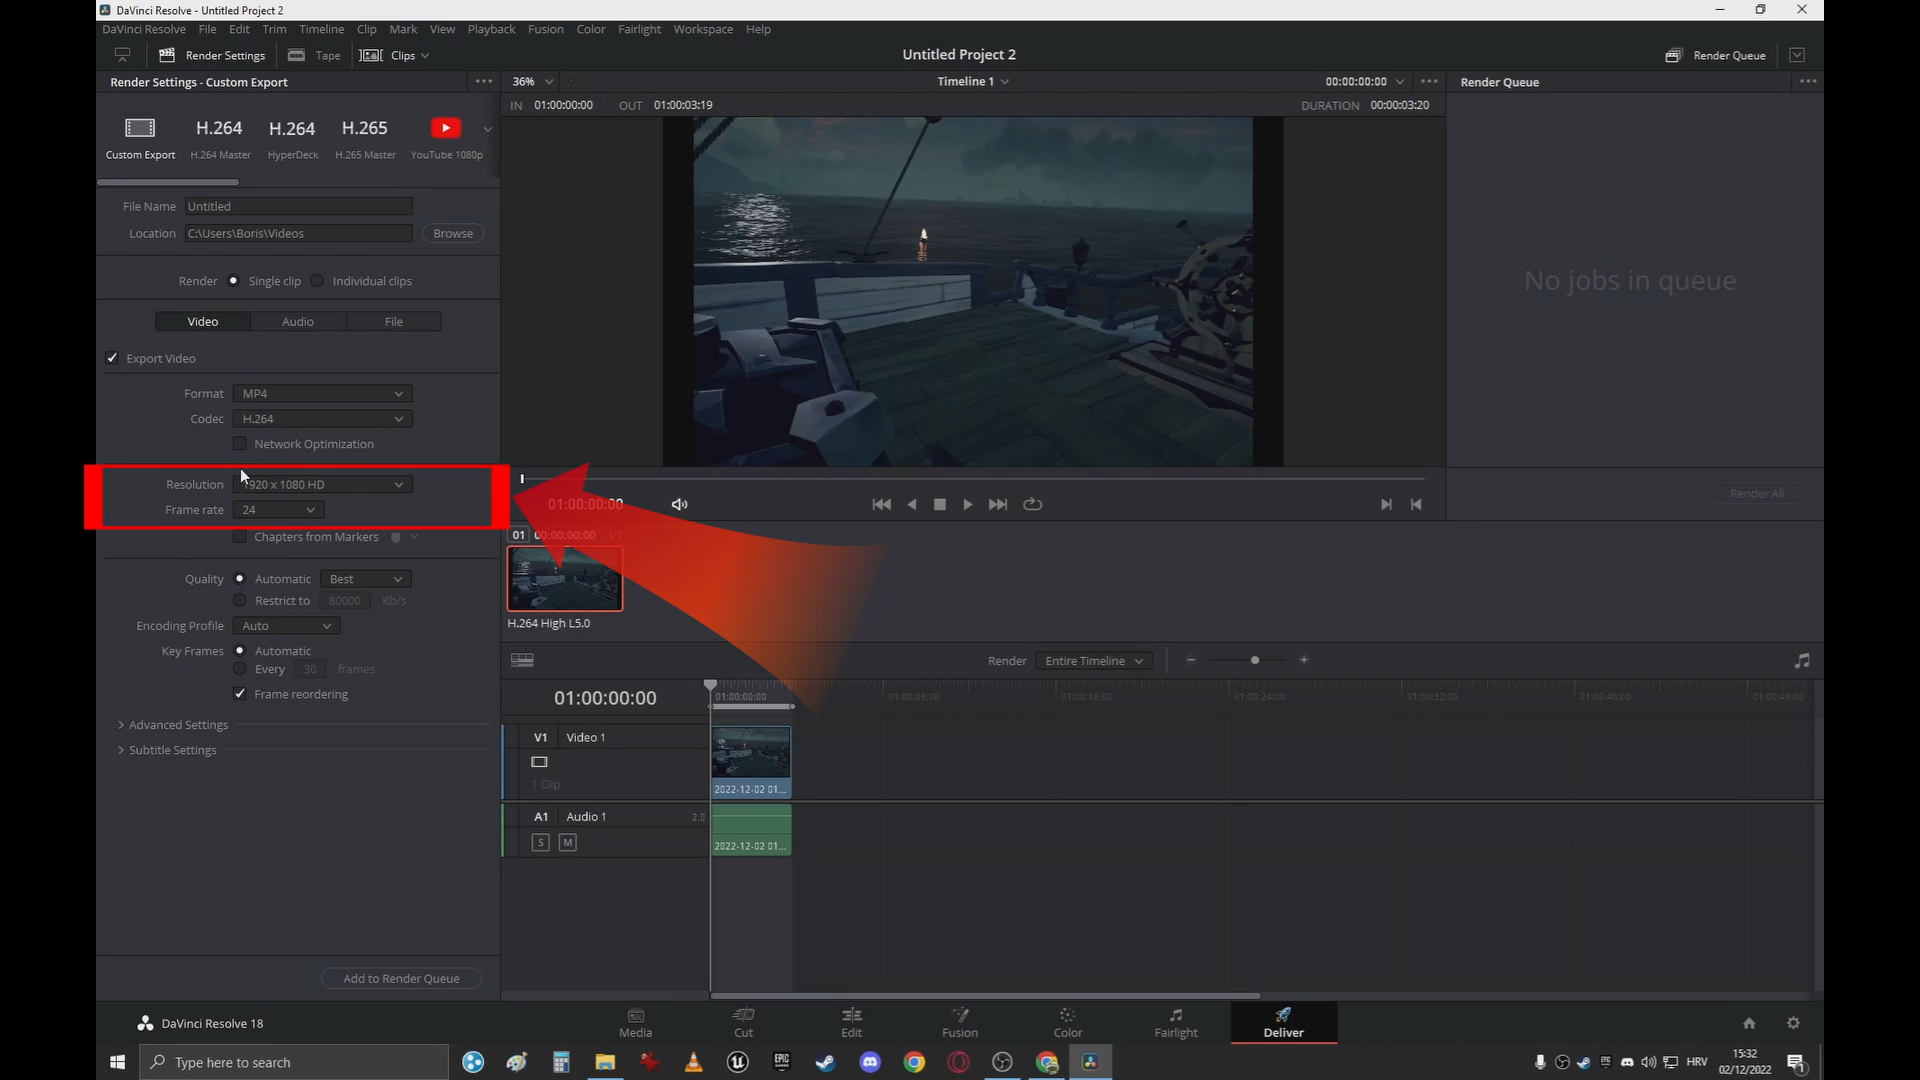 DaVinci Resolve - Untitled Project 2
DaVinci Resolve File Edit Trim Timeline Clip Mark View Playback Fusion Color Fairlight Workspace Help
Render Settings Tape Clips Untitled Project 2 Render Queue
Render Settings - Custom Export 36% Timeline 1 00:00:00:00 Render Queue
IN 01:00:00:00 OUT 01:00:03:19 DURATION 00:00:03:20
H.264 H.264 H.265
Custom Export H.264 Master HyperDeck H.265 Master YouTube 1080p
File Name Untitled
Location C:\Users\Boris\Videos Browse
Render Single clip Individual clips
No jobs in queue
Video Audio File
Export Video
Format MP4
Codec H.264
Network Optimization
Resolution 1920 x 1080 HD
Render All
Frame rate 24
01:00:00:00
Chapters from Markers
01 00:00:00:00 V1
Quality Automatic Best
Restrict to 80000 Kb/s
H.264 High L5.0
Encoding Profile Auto
Key Frames Automatic
Every 30 frames
Frame reordering
Render Entire Timeline
01:00:00:00
01:00:00:00 01:00:08:00 01:00:16:00 01:00:24:00 01:00:32:00 01:00:40:00 01:00:48:00
Advanced Settings
Subtitle Settings
V1 Video 1
1 Clip
2022-12-02 01...
A1 Audio 1 2.0
S M
2022-12-02 01...
Add to Render Queue
DaVinci Resolve 18
Media Cut Edit Fusion Color Fairlight Deliver
Type here to search
EPIC GAMES
HRV
15:32
02/12/2022
1